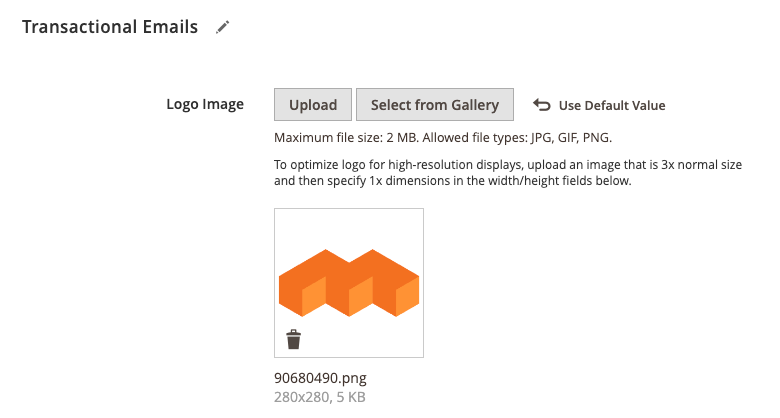 Transactional Emails
Logo Image
Upload
Select from Gallery
Use Default Value
Maximum file size: 2 MB. Allowed file types: JPG, GIF, PNG.
To optimize logo for high-resolution displays, upload an image that is 3x normal size
and then specify 1x dimensions in the width/height fields below.
90680490.png
280x280, 5 KB